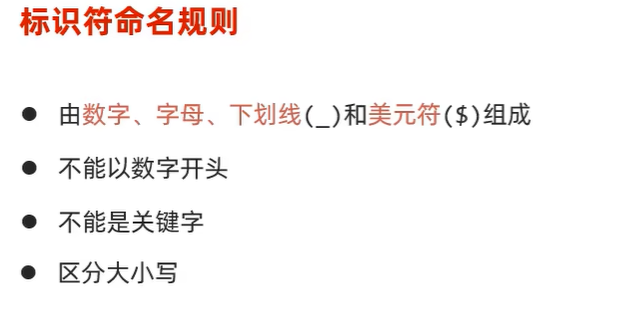 标识符命名规则
● 由数字、字母、下划线(_)和美元符($)组成
● 不能以数字开头
● 不能是关键字
● 区分大小写